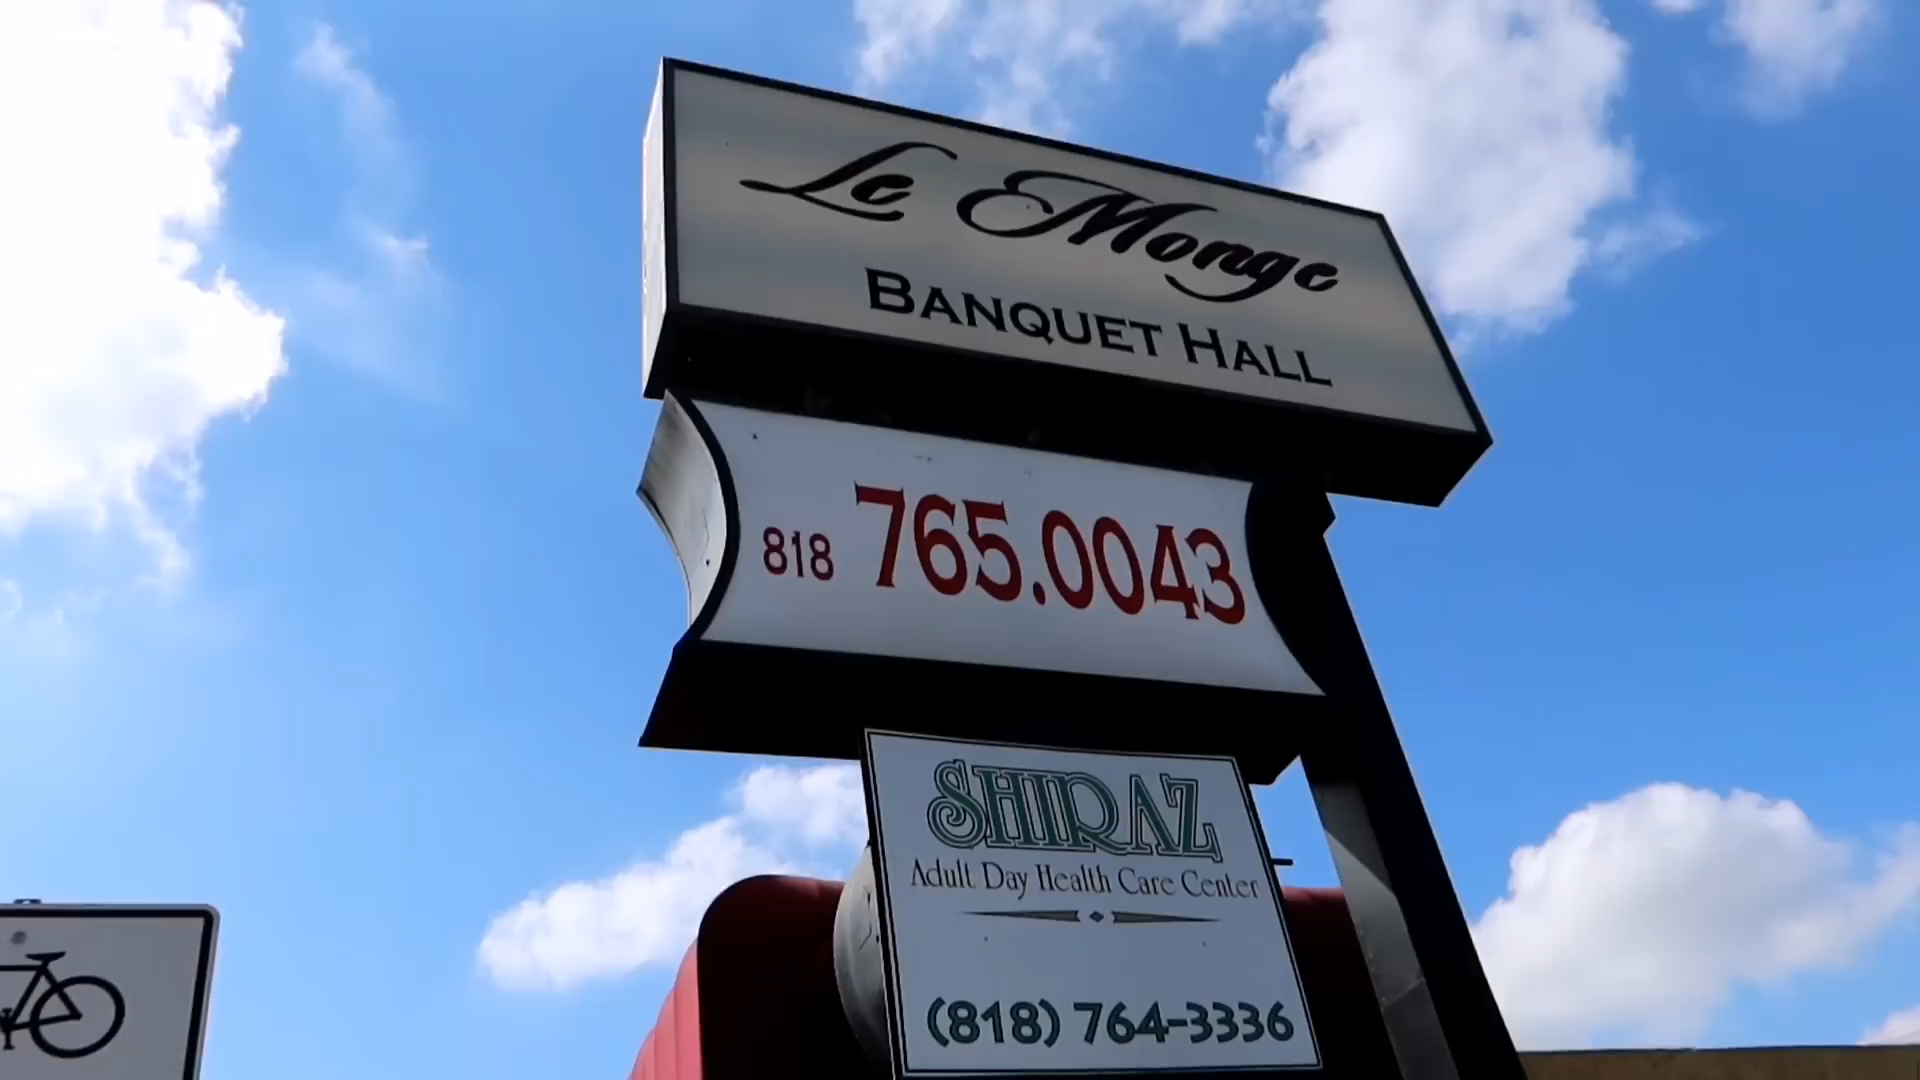 Le Monge
BANQUET HALL
818 765.0043
SHIRAZ
Adult Day Health Care Center
(818) 764-3336